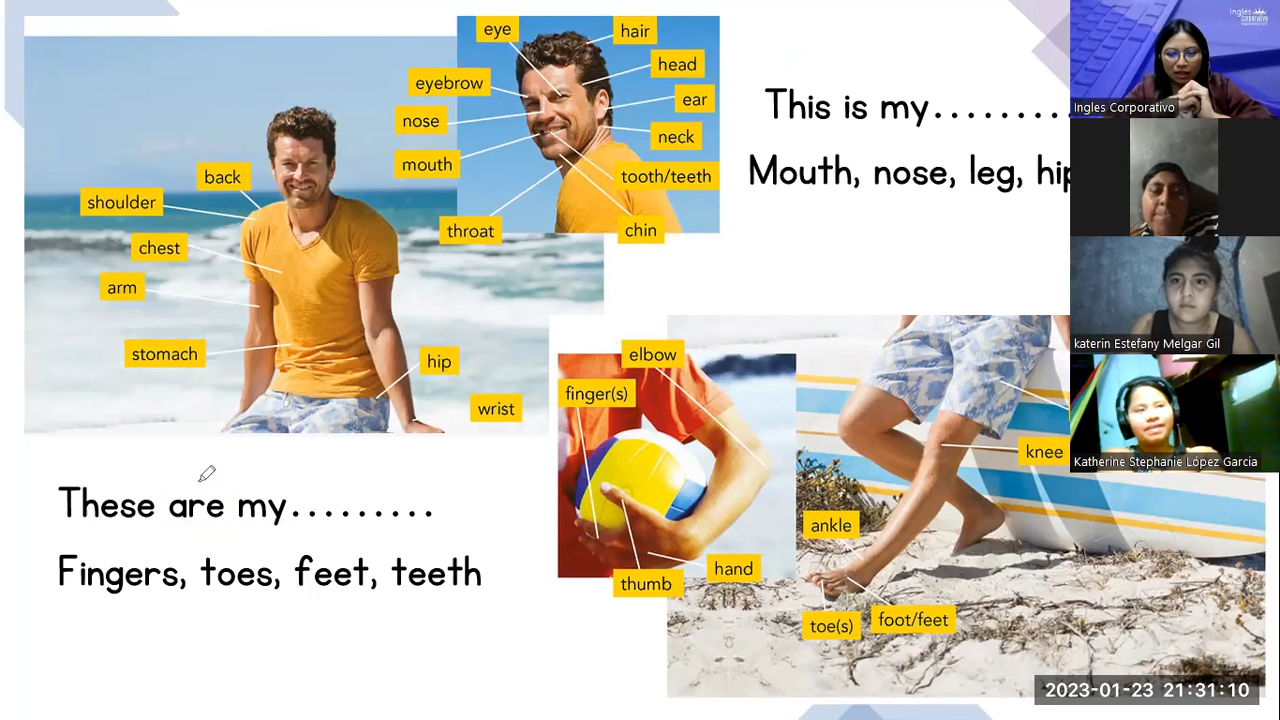 eye
hair
eyebrow
head
nose
ear
mouth
neck
tooth/teeth
throat
chin
back
shoulder
chest
arm
stomach
hip
wrist
This is my.........
Mouth, nose, leg, hip
These are my.........
Fingers, toes, feet, teeth
elbow
finger(s)
thumb
hand
knee
ankle
toe(s)
foot/feet
Inglés
Corporativo
Ingles Corporativo
katerin Estefany Melgar Gil
Katherine Stephanie López Garcia
2023-01-23 21:31:10